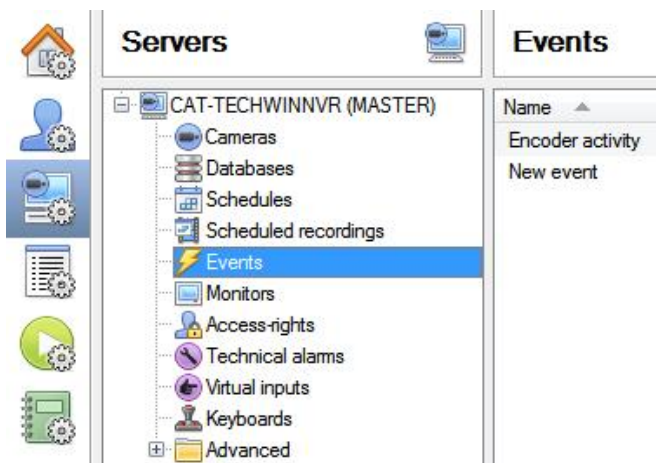 Servers
Events
CAT-TECHWINNVR (MASTER)
Cameras
Databases
Schedules
Scheduled recordings
Events
Monitors
Access-rights
Technical alarms
Virtual inputs
Keyboards
Advanced
Name
Encoder activity
New event